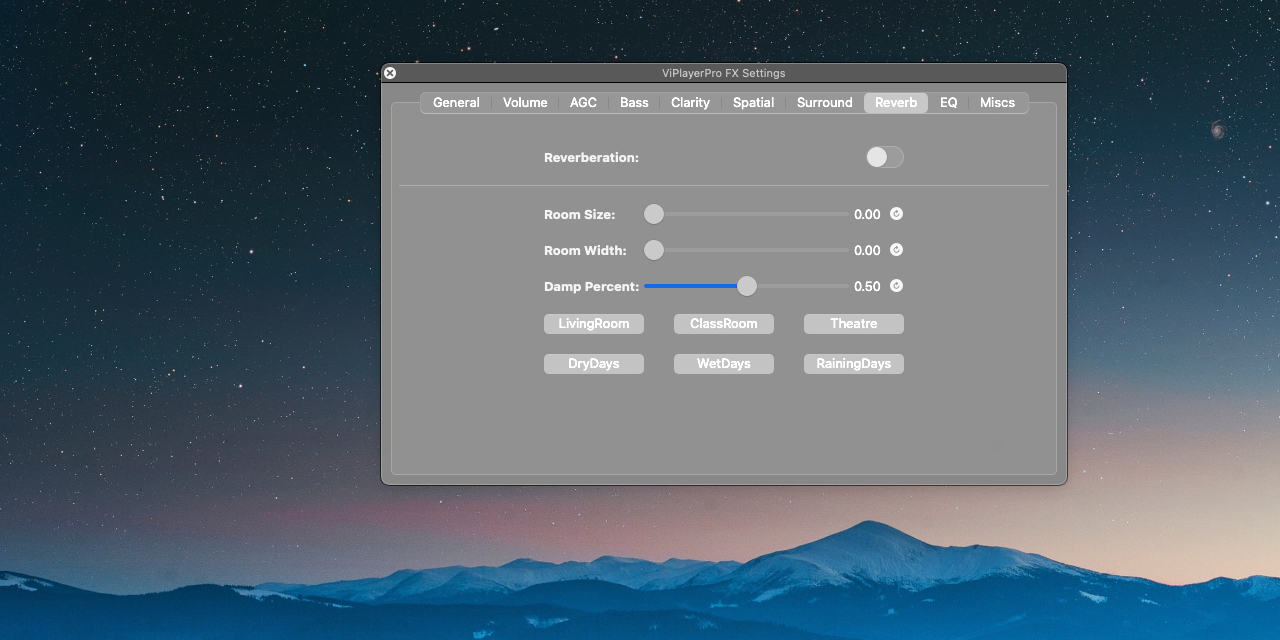 ViPlayerPro FX Settings
General Volume AGC Bass Clarity Spatial Surround Reverb EQ Miscs
Reverberation:
Room Size: 0.00
Room Width: 0.00
Damp Percent: 0.50
LivingRoom ClassRoom Theatre
DryDays WetDays RainingDays